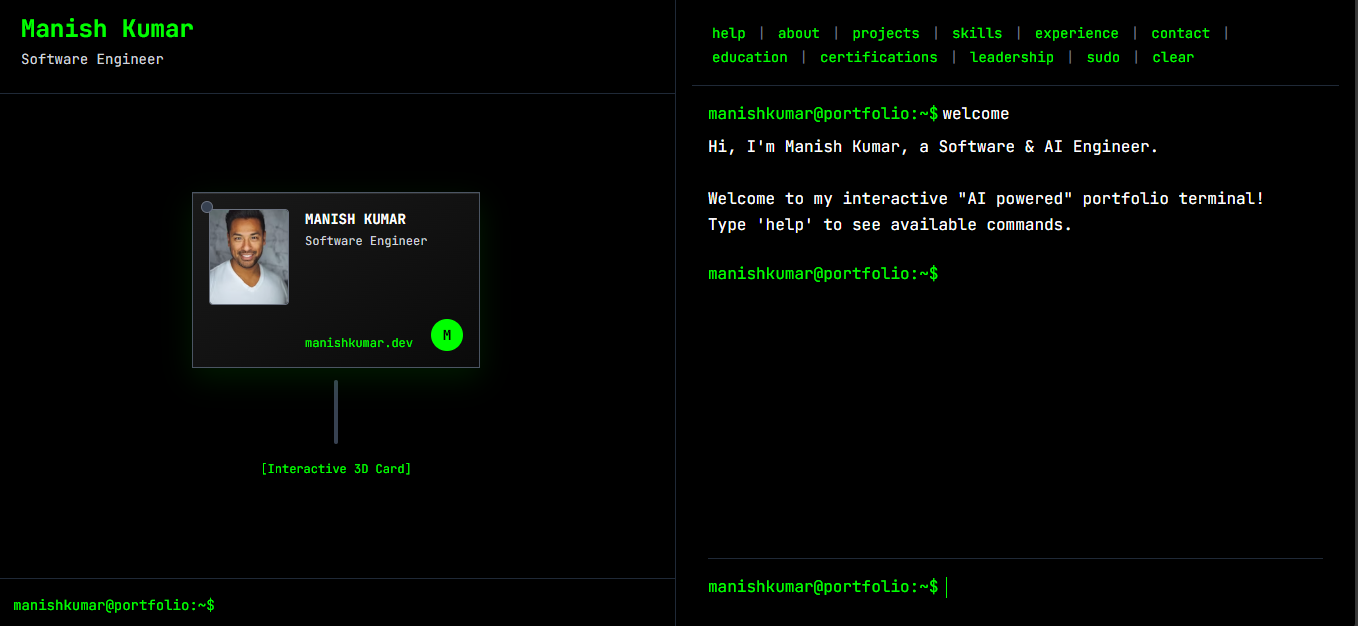 Manish Kumar
Software Engineer
MANISH KUMAR
Software Engineer
manishkumar.dev
M
[Interactive 3D Card]
manishkumar@portfolio:~$
help | about | projects | skills | experience | contact |
education | certifications | leadership | sudo | clear
manishkumar@portfolio:~$ welcome
Hi, I'm Manish Kumar, a Software & AI Engineer.
Welcome to my interactive "AI powered" portfolio terminal!
Type 'help' to see available commands.
manishkumar@portfolio:~$
manishkumar@portfolio:~$